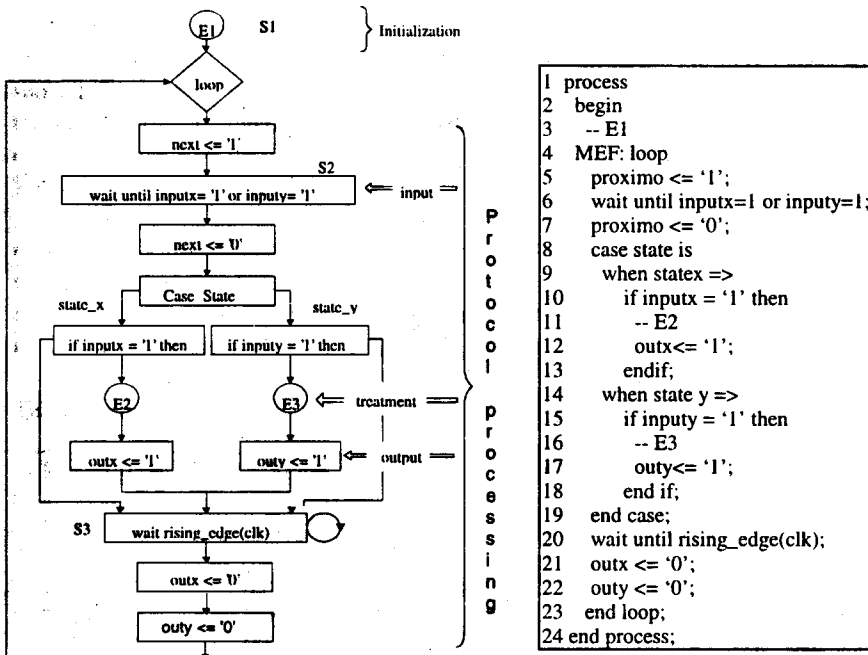 E1 S1 Initialization
loop
next <= '1'
S2
wait until inputx= '1' or inputy= '1'
input
next <= '0'
Case State
state_x
state_y
if inputx = '1' then
if inputy = '1' then
E2
E3
treatment
outx <= '1'
outy <= '1'
output
S3
wait rising_edge(clk)
outx <= '0'
outy <= '0'
Protocol processing
1 process
2 begin
3 -- E1
4 MEF: loop
5 proximo <= '1';
6 wait until inputx=1 or inputy=1;
7 proximo <= '0';
8 case state is
9 when statex =>
10 if inputx = '1' then
11 -- E2
12 outx<= '1';
13 endif;
14 when state y =>
15 if inputy = '1' then
16 -- E3
17 outy<= '1';
18 end if;
19 end case;
20 wait until rising_edge(clk);
21 outx <= '0';
22 outy <= '0';
23 end loop;
24 end process;